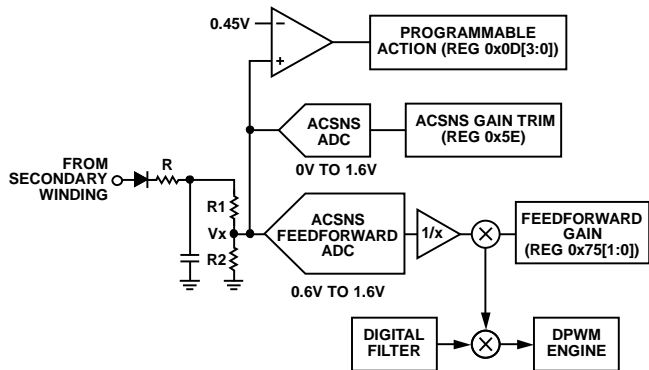 0.45V
−
+
PROGRAMMABLE
ACTION (REG 0x0D[3:0])
ACSNS
ADC
0V TO 1.6V
ACSNS GAIN TRIM
(REG 0x5E)
FROM
SECONDARY
WINDING
R
R1
Vx
R2
ACSNS
FEEDFORWARD
ADC
0.6V TO 1.6V
1/x
×
FEEDFORWARD
GAIN
(REG 0x75[1:0])
DIGITAL
FILTER
×
DPWM
ENGINE